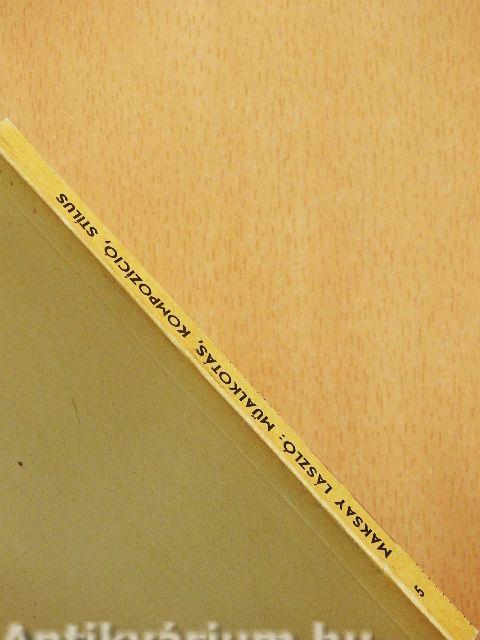 5
MAKSAY LÁSZLÓ: MŰALKOTÁS, KOMPOZÍCIÓ, STÍLUS
Antikvárium.hu